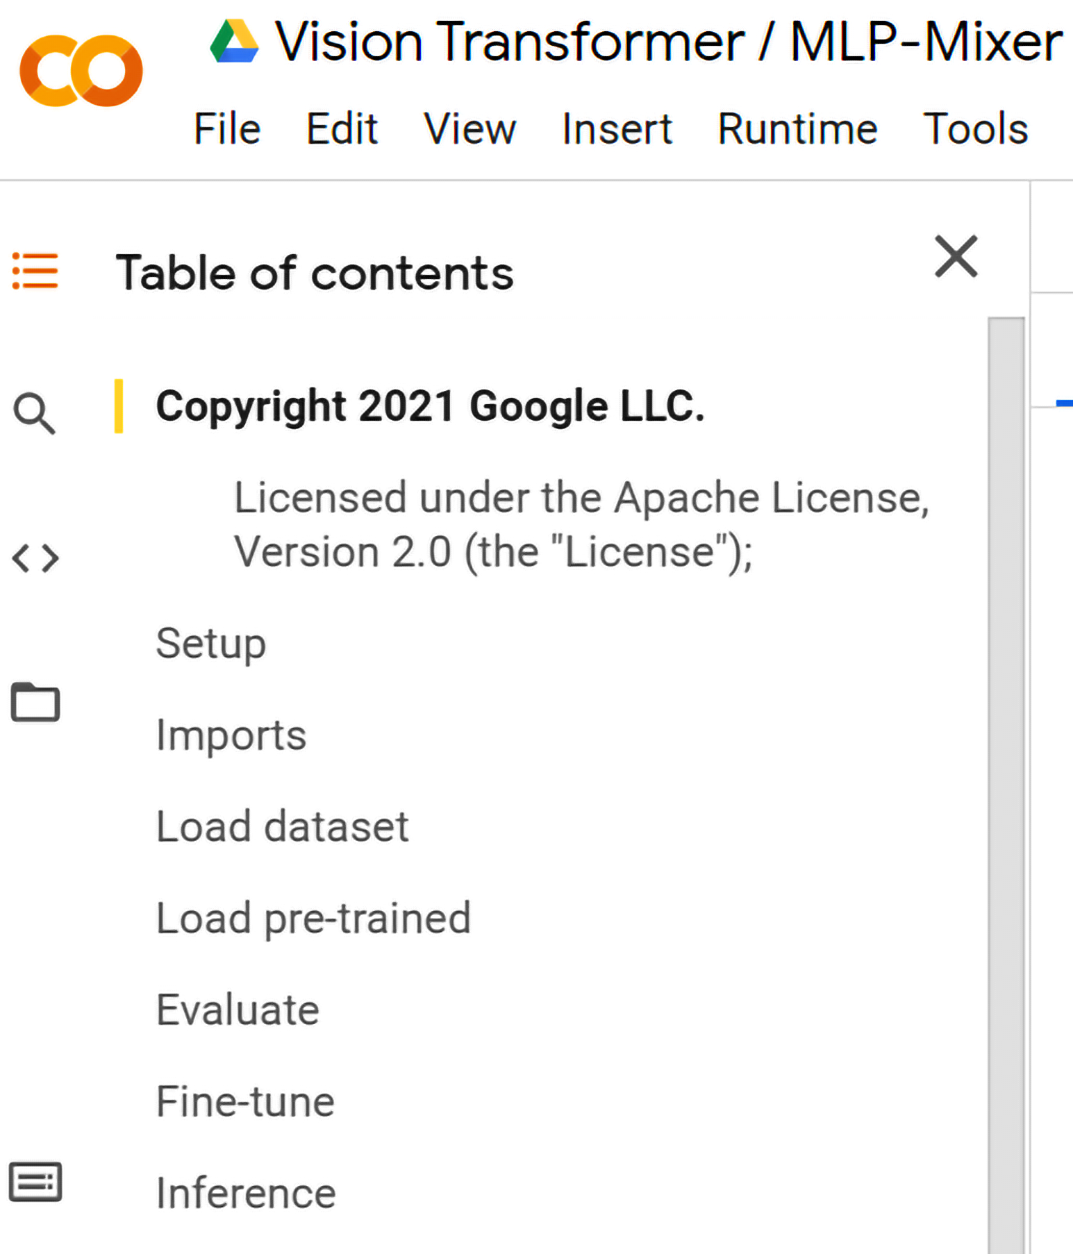 Vision Transformer / MLP-Mixer
File Edit View Insert Runtime Tools
Table of contents
Copyright 2021 Google LLC.
Licensed under the Apache License,
Version 2.0 (the "License");
Setup
Imports
Load dataset
Load pre-trained
Evaluate
Fine-tune
Inference